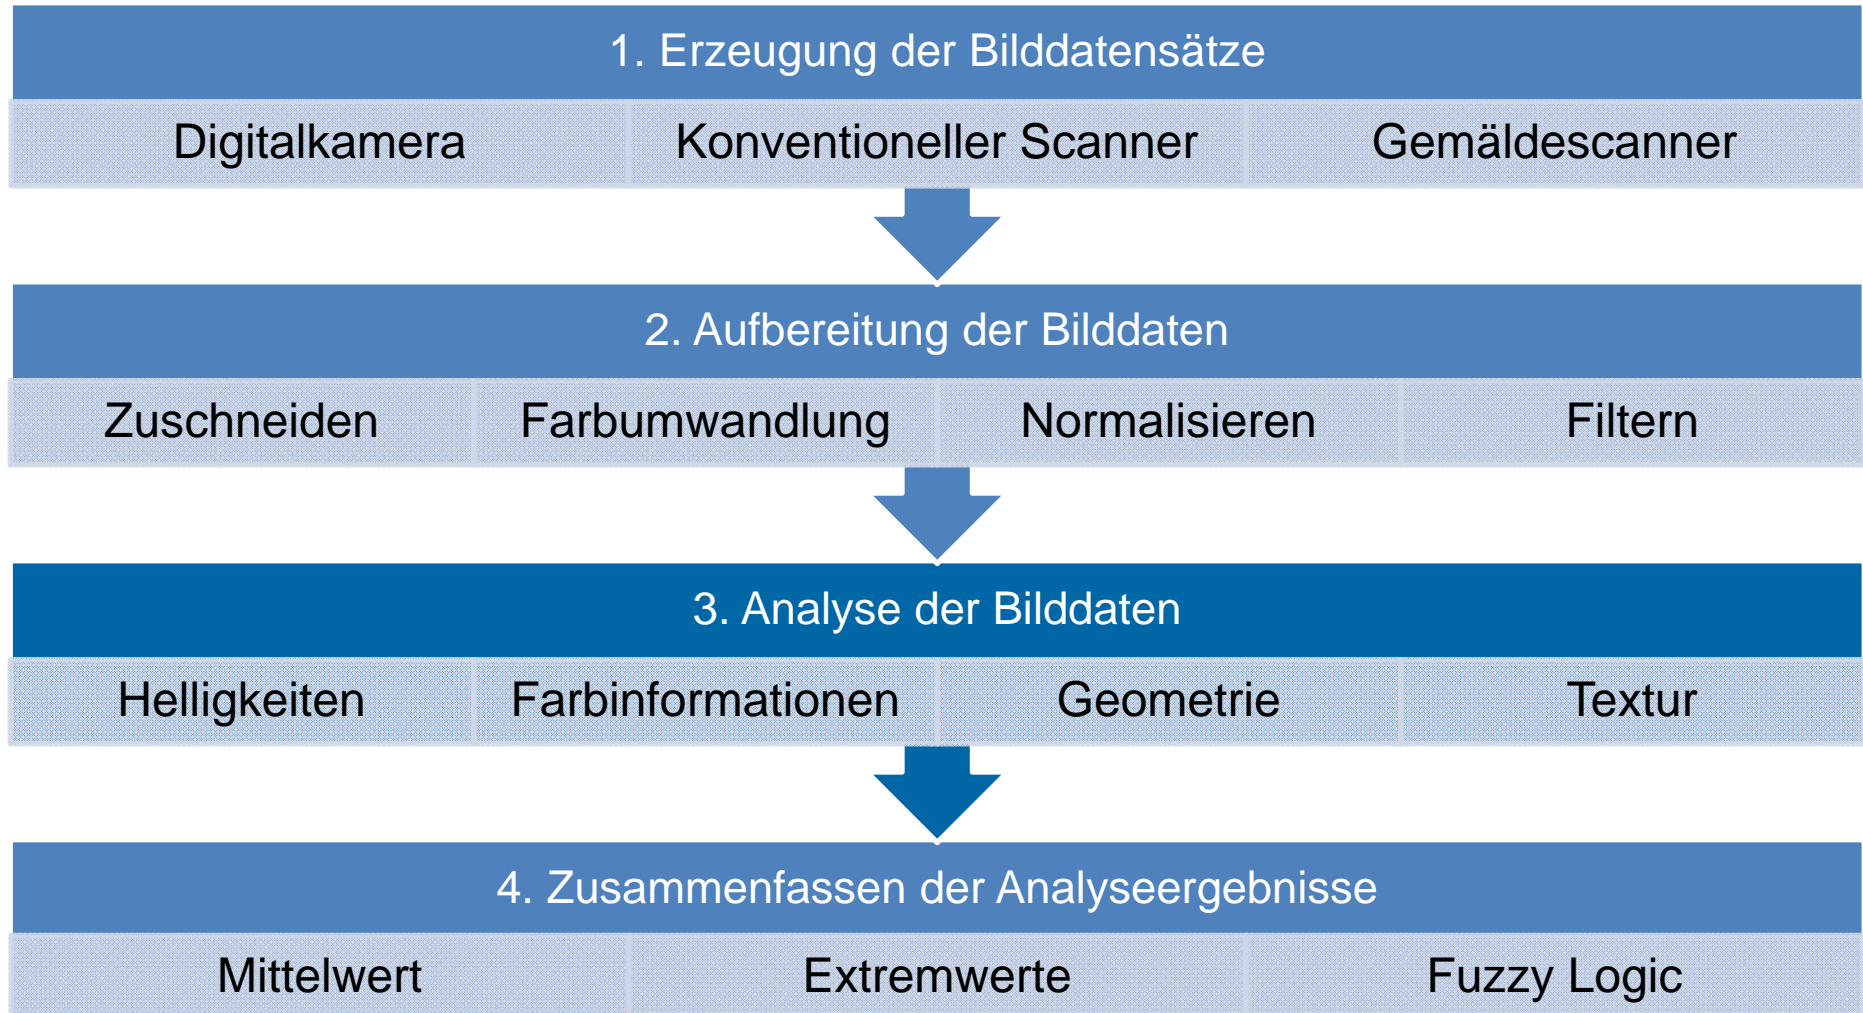 1. Erzeugung der Bilddatensätze
Digitalkamera Konventioneller Scanner Gemäldescanner
2. Aufbereitung der Bilddaten
Zuschneiden Farbumwandlung Normalisieren Filtern
3. Analyse der Bilddaten
Helligkeiten Farbinformationen Geometrie Textur
4. Zusammenfassen der Analyseergebnisse
Mittelwert Extremwerte Fuzzy Logic